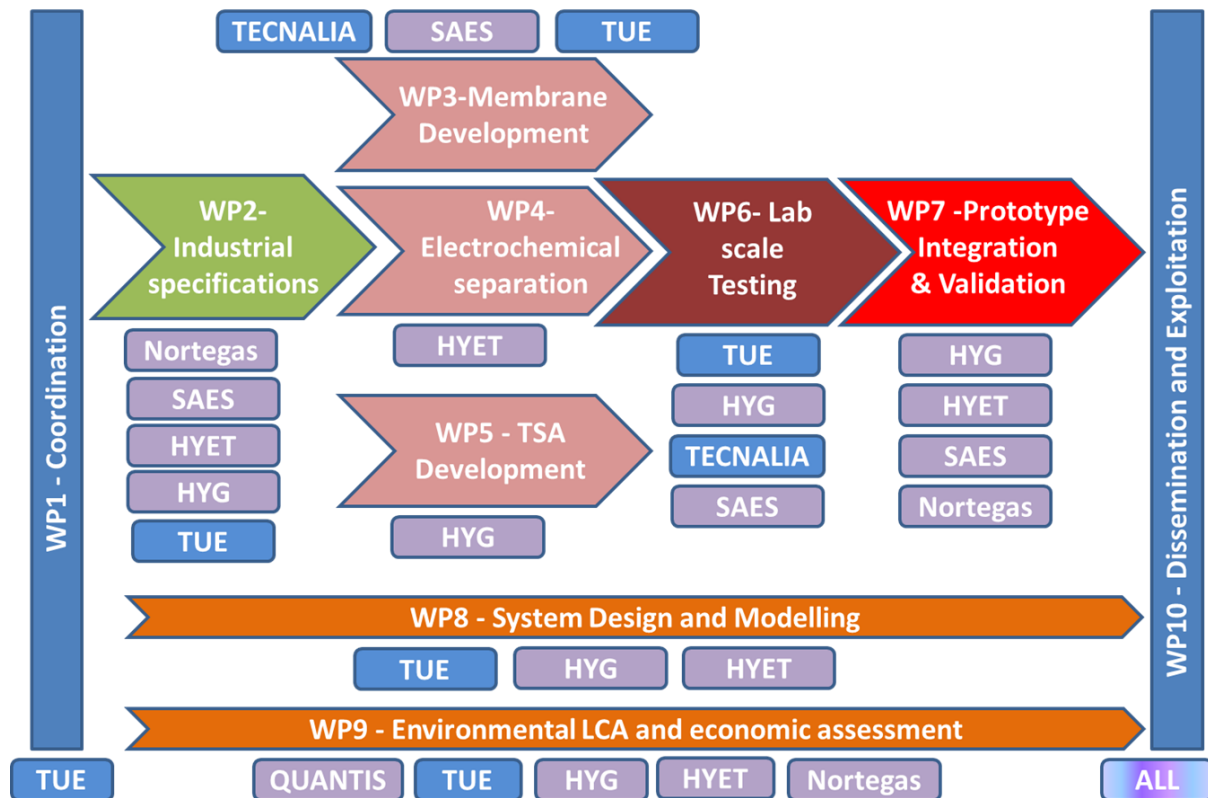 TECNALIA
SAES
TUE
WP3-Membrane
Development
WP1 - Coordination
WP2-
Industrial
specifications
WP4-
Electrochemical
separation
WP6- Lab
scale
Testing
WP7 -Prototype
Integration
& Validation
WP10 - Dissemination and Exploitation
Nortegas
SAES
HYET
HYG
TUE
HYET
WP5 - TSA
Development
HYG
TUE
HYG
TECNALIA
SAES
HYG
HYET
SAES
Nortegas
WP8 - System Design and Modelling
TUE
HYG
HYET
WP9 - Environmental LCA and economic assessment
TUE
QUANTIS
TUE
HYG
HYET
Nortegas
ALL